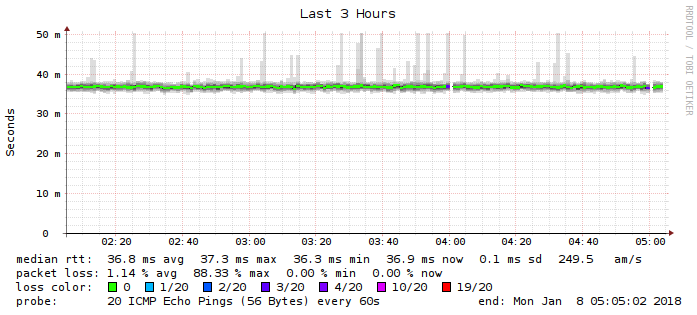 Last 3 Hours
RRDTOOL / TOBI OETIKER
Seconds
50 m
40 m
30 m
20 m
10 m
0
02:20 02:40 03:00 03:20 03:40 04:00 04:20 04:40 05:00
median rtt: 36.8 ms avg 37.3 ms max 36.3 ms min 36.9 ms now 0.1 ms sd 249.5 am/s
packet loss: 1.14 % avg 88.33 % max 0.00 % min 0.00 % now
loss color: 0 1/20 2/20 3/20 4/20 10/20 19/20
probe: 20 ICMP Echo Pings (56 Bytes) every 60s end: Mon Jan 8 05:05:02 2018